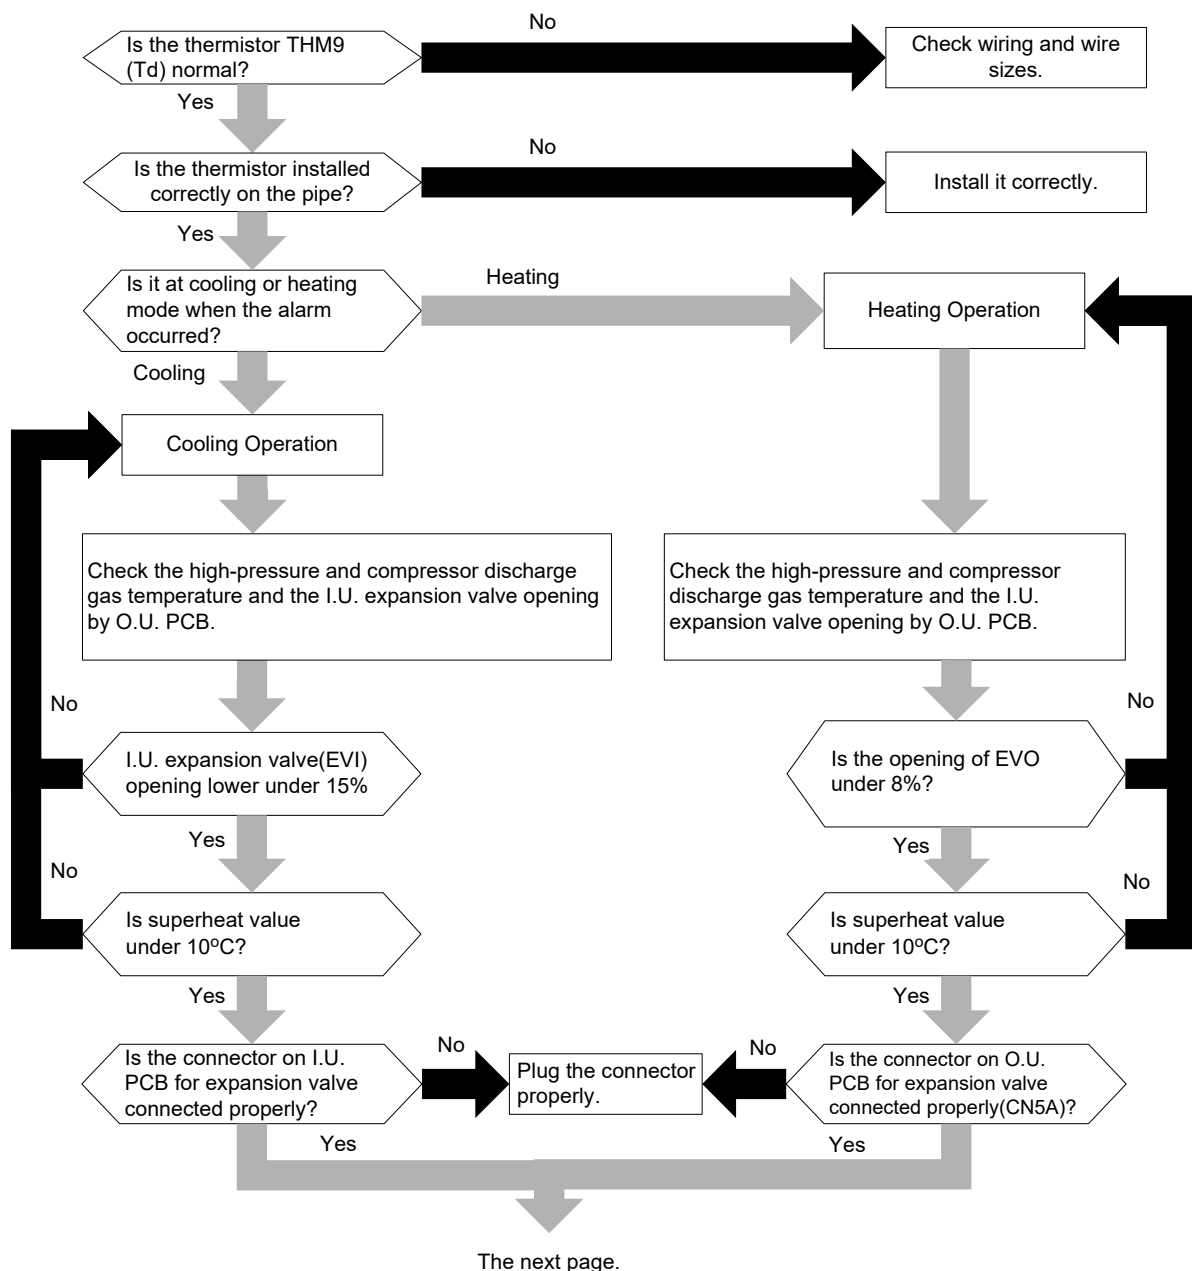 No
Is the thermistor THM9
(Td) normal?
Check wiring and wire
sizes.
Yes
No
Is the thermistor installed
correctly on the pipe?
Install it correctly.
Yes
Is it at cooling or heating
mode when the alarm
occurred?
Heating
Heating Operation
Cooling
Cooling Operation
Check the high-pressure and compressor discharge
gas temperature and the I.U. expansion valve opening
by O.U. PCB.
Check the high-pressure and compressor
discharge gas temperature and the I.U.
expansion valve opening by O.U. PCB.
No
No
I.U. expansion valve(EVI)
opening lower under 15%
Is the opening of EVO
under 8%?
Yes
Yes
No
No
Is superheat value
under 10ºC?
Is superheat value
under 10ºC?
Yes
Yes
Is the connector on I.U.
PCB for expansion valve
connected properly?
No
Plug the connector
properly.
No
Is the connector on O.U.
PCB for expansion valve
connected properly(CN5A)?
Yes
Yes
The next page.